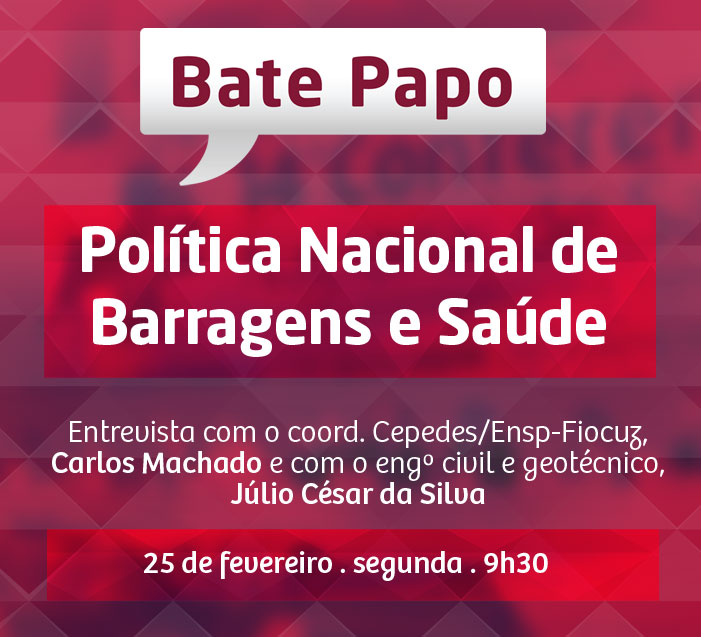 Bate Papo
Política Nacional de
Barragens e Saúde
Entrevista com o coord. Cepedes/Ensp-Fiocuz,
Carlos Machado e com o engº civil e geotécnico,
Júlio César da Silva
25 de fevereiro . segunda . 9h30